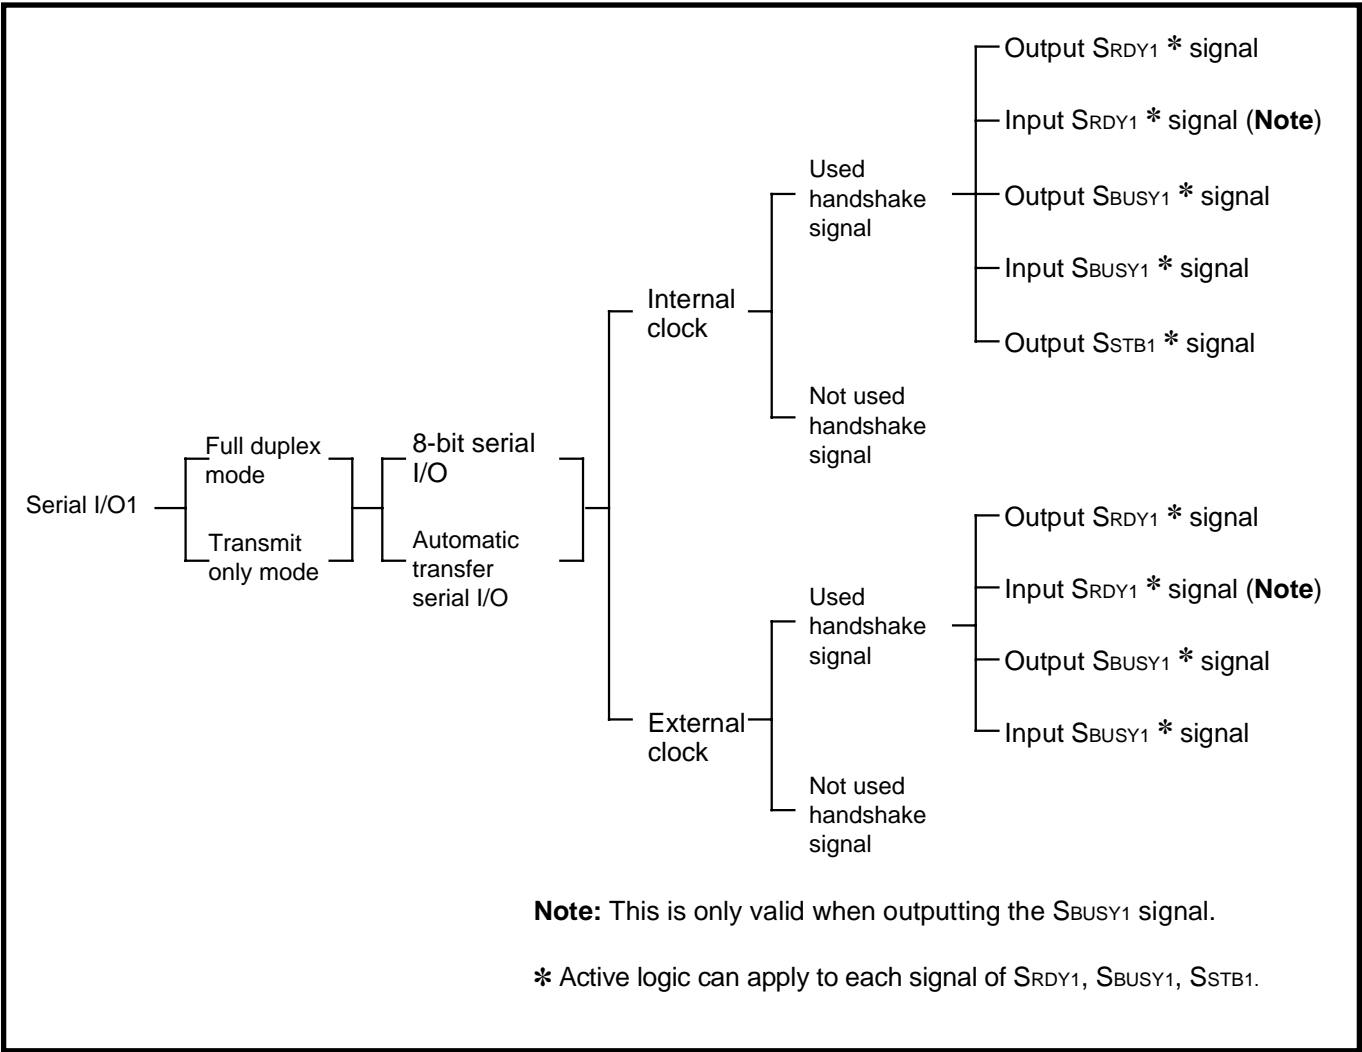 Serial I/O1
Full duplex
mode
Transmit
only mode
8-bit serial
I/O
Automatic
transfer
serial I/O
Internal
clock
Used
handshake
signal
Output SRDY1 * signal
Input SRDY1 * signal (Note)
Output SBUSY1 * signal
Input SBUSY1 * signal
Output SSTB1 * signal
Not used
handshake
signal
External
clock
Used
handshake
signal
Output SRDY1 * signal
Input SRDY1 * signal (Note)
Output SBUSY1 * signal
Input SBUSY1 * signal
Not used
handshake
signal
Note: This is only valid when outputting the SBUSY1 signal.
* Active logic can apply to each signal of SRDY1, SBUSY1, SSTB1.